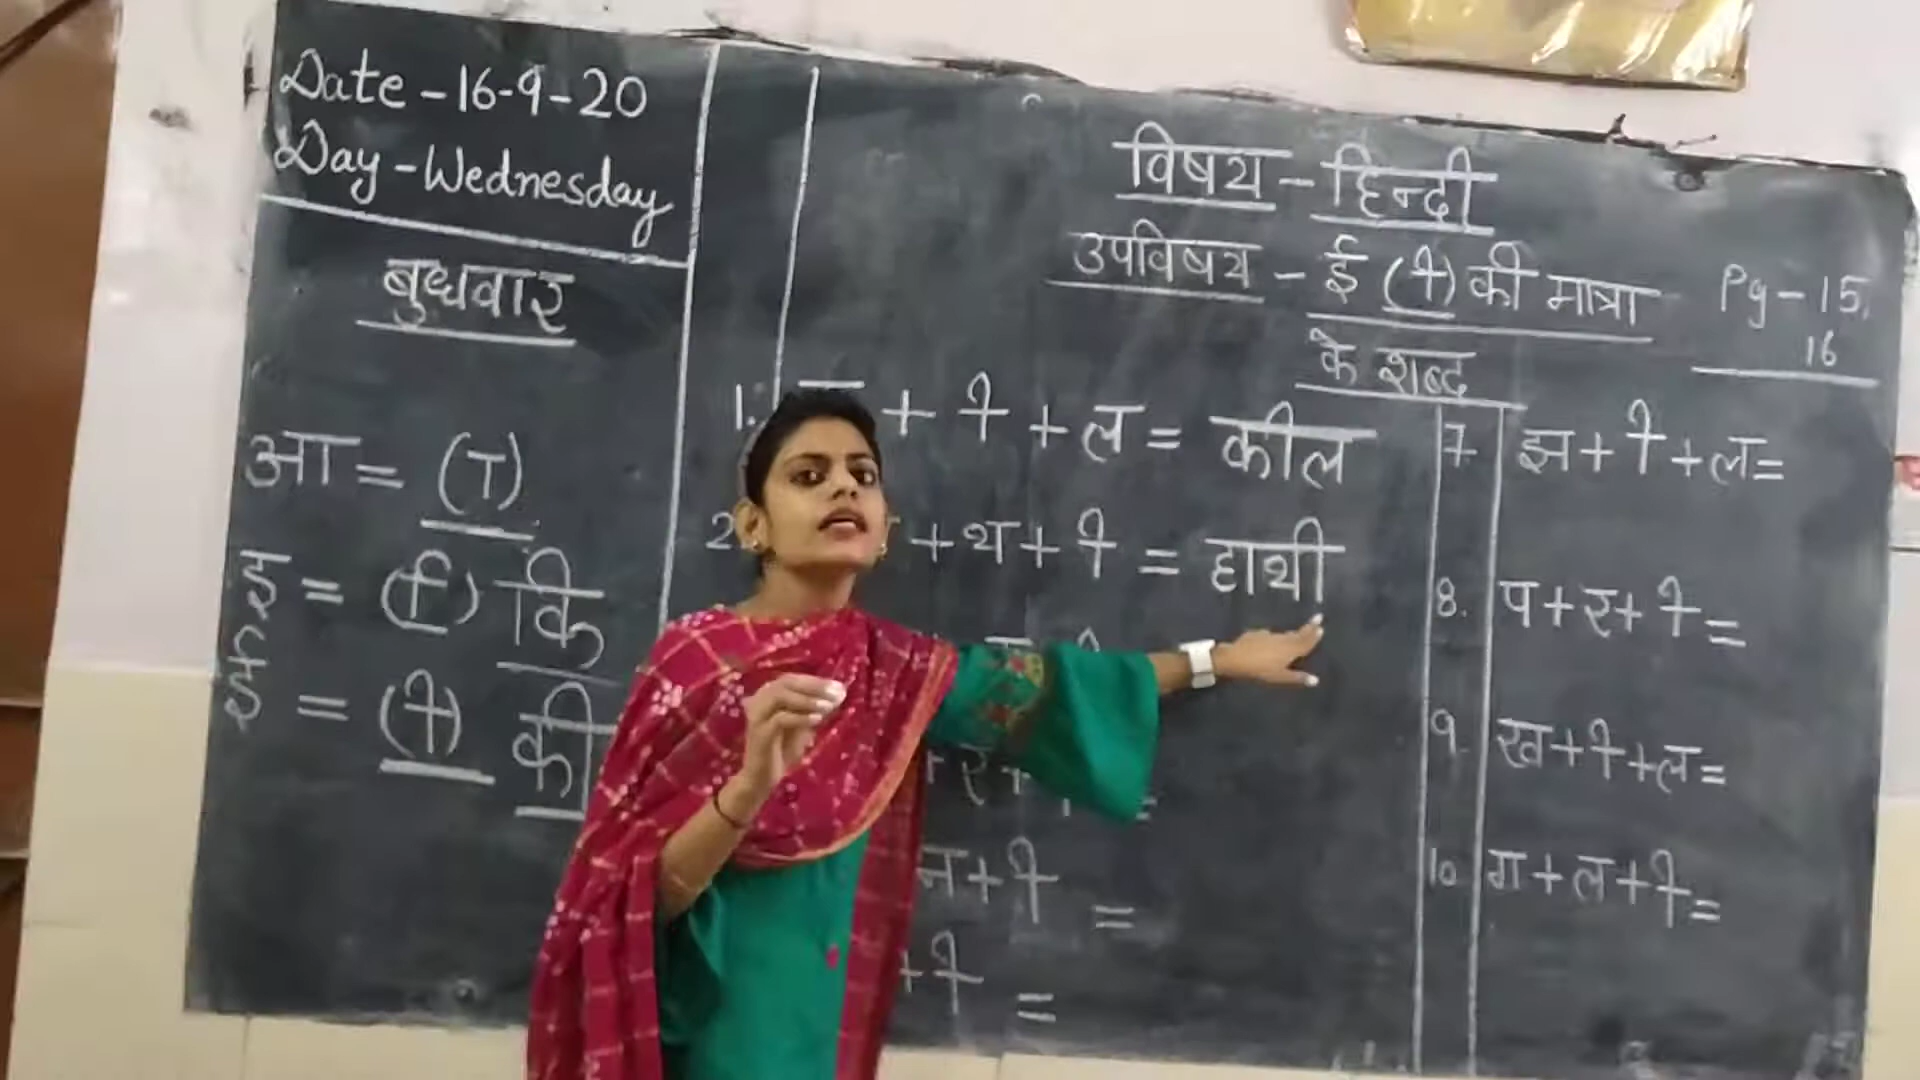 Date - 16-9-20
Day - Wednesday
बुधवार
आ = (ा)
इ = (ि) कि
ई = (ी) की
विषय - हिन्दी
उपविषय - ई (ी) की मात्रा
के शब्द
Pg - 15,
16
1. + ी + ल = कील
2. + थ + ी = हाथी
+ र +
न + ी =
+ ी =
7. झ + ी + ल =
8. प + र + ी =
9. ख + ी + ल =
10. ग + ल + ी =